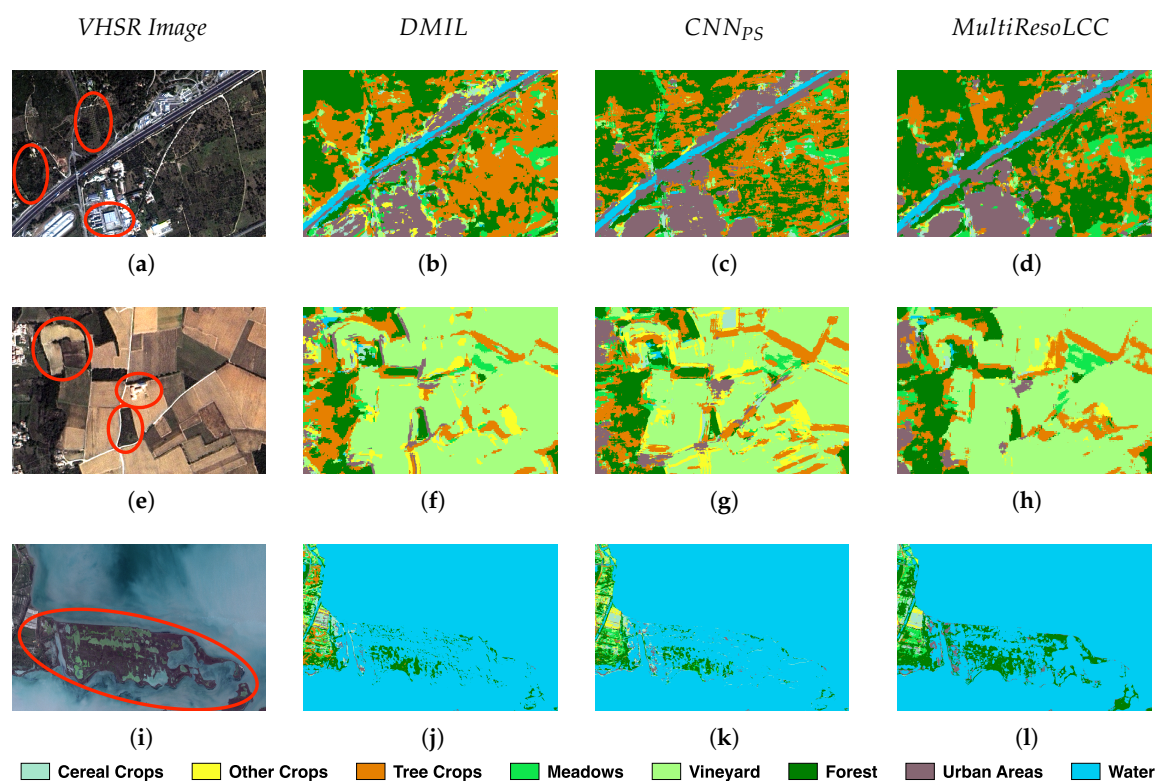 VHSR Image DMIL CNN_PS MultiResoLCC
(a) (b) (c) (d)
(e) (f) (g) (h)
(i) (j) (k) (l)
Cereal Crops Other Crops Tree Crops Meadows Vineyard Forest Urban Areas Water